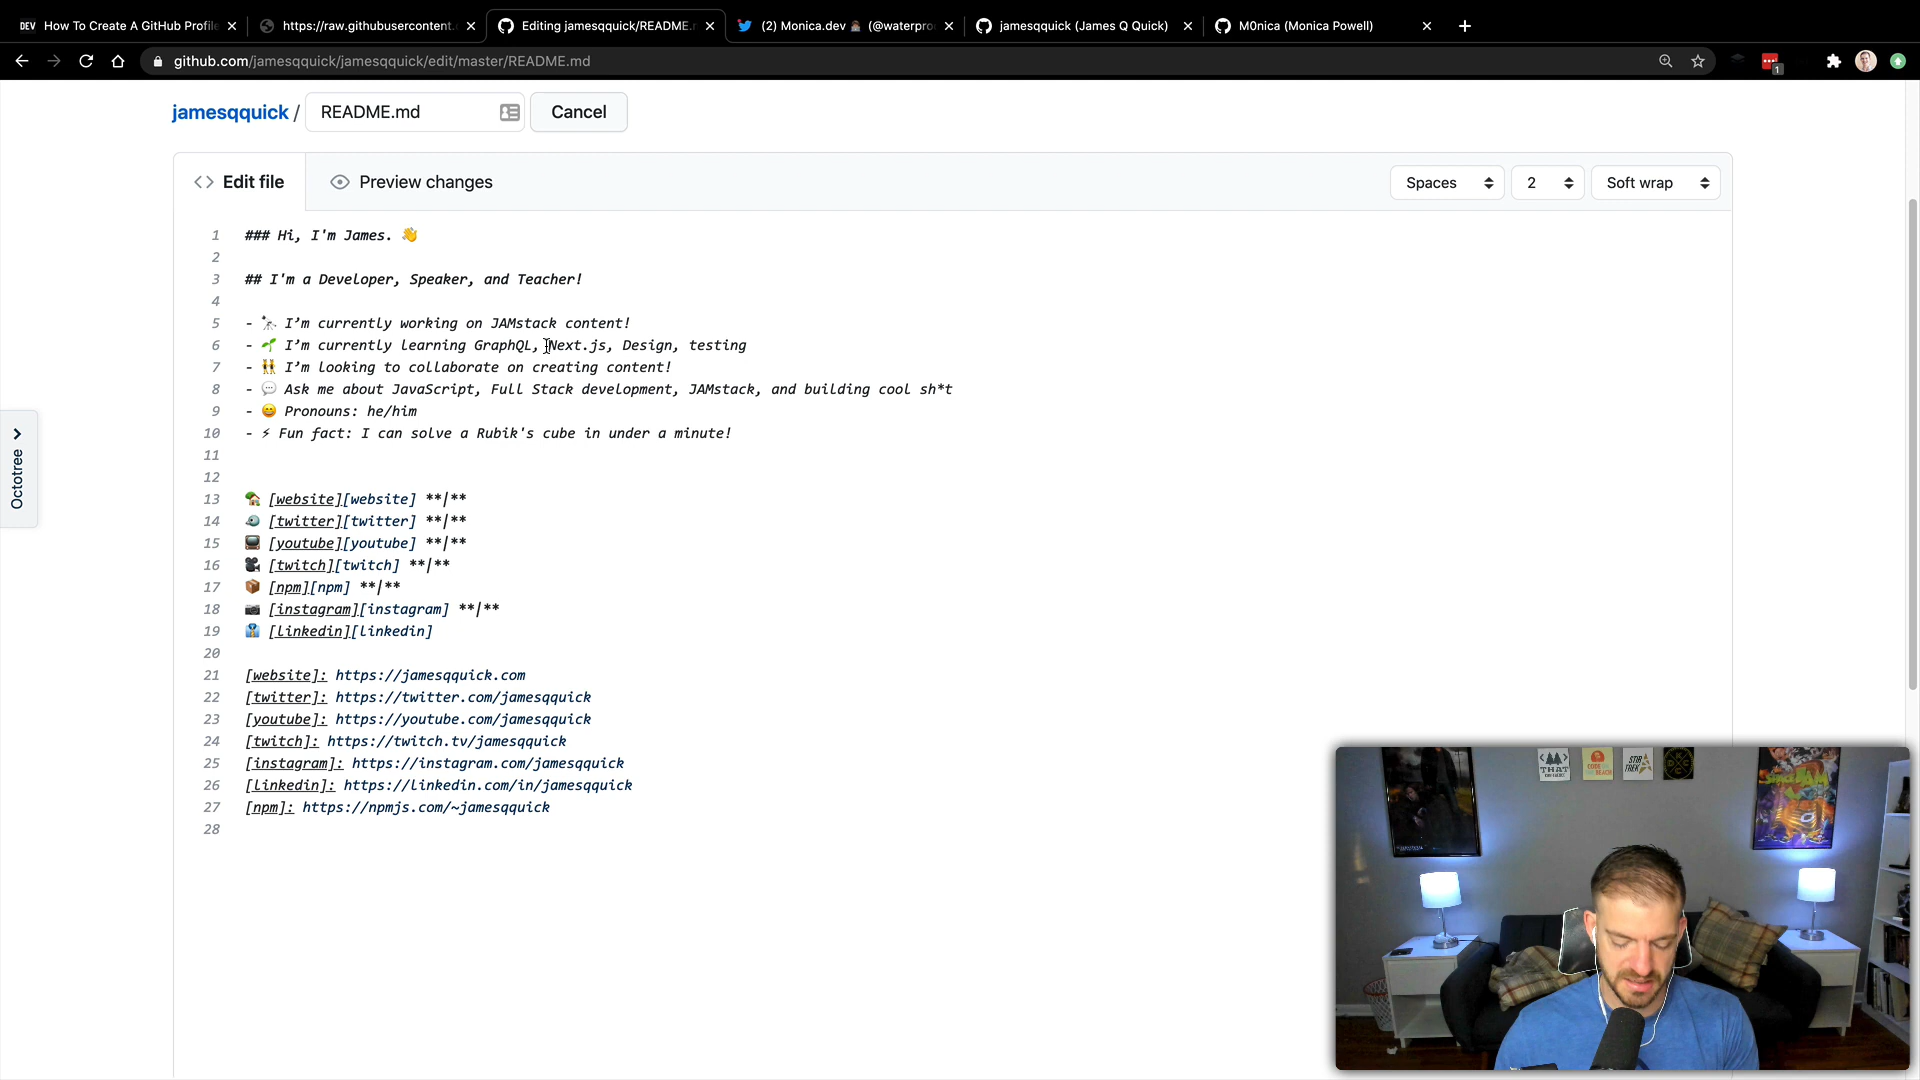 DEV How To Create A GitHub Profile
https://raw.githubusercontent.
Editing jamesqquick/README.
(2) Monica.dev (@waterpro
jamesqquick (James Q Quick)
M0nica (Monica Powell)
github.com/jamesqquick/jamesqquick/edit/master/README.md
1
jamesqquick / README.md Cancel
<> Edit file Preview changes Spaces 2 Soft wrap
1 ### Hi, I'm James. 👋
2
3 ## I'm a Developer, Speaker, and Teacher!
4
5 - 🔭 I’m currently working on JAMstack content!
6 - 🌱 I’m currently learning GraphQL, Next.js, Design, testing
7 - 👯 I’m looking to collaborate on creating content!
8 - 💬 Ask me about JavaScript, Full Stack development, JAMstack, and building cool sh*t
9 - 😄 Pronouns: he/him
10 - ⚡ Fun fact: I can solve a Rubik's cube in under a minute!
11
12
13 🏡 [website][website] **|**
14 🐦 [twitter][twitter] **|**
15 📺 [youtube][youtube] **|**
16 🎥 [twitch][twitch] **|**
17 📦 [npm][npm] **|**
18 📷 [instagram][instagram] **|**
19 👔 [linkedin][linkedin]
20
21 [website]: https://jamesqquick.com
22 [twitter]: https://twitter.com/jamesqquick
23 [youtube]: https://youtube.com/jamesqquick
24 [twitch]: https://twitch.tv/jamesqquick
25 [instagram]: https://instagram.com/jamesqquick
26 [linkedin]: https://linkedin.com/in/jamesqquick
27 [npm]: https://npmjs.com/~jamesqquick
28
Octotree
THAT
STIR
TREK